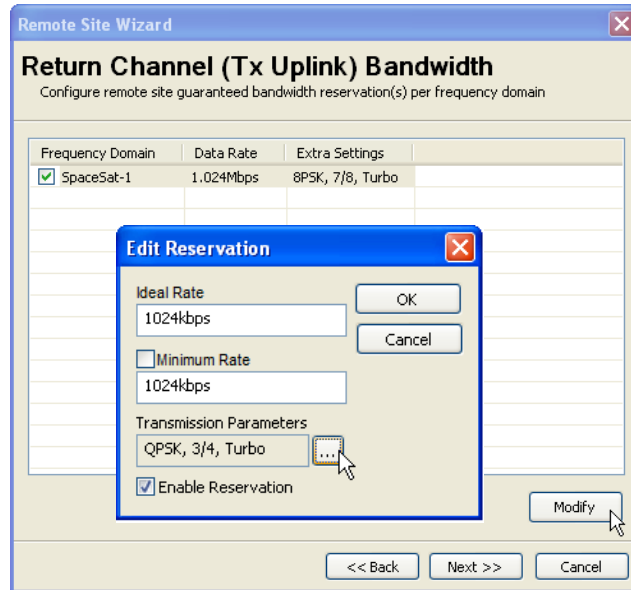 Remote Site Wizard
Return Channel (Tx Uplink) Bandwidth
Configure remote site guaranteed bandwidth reservation(s) per frequency domain
Frequency Domain Data Rate Extra Settings
SpaceSat-1 1.024Mbps 8PSK, 7/8, Turbo
Edit Reservation
Ideal Rate
OK
1024kbps
Cancel
Minimum Rate
1024kbps
Transmission Parameters
QPSK, 3/4, Turbo ...
Enable Reservation
Modify
<< Back Next >> Cancel